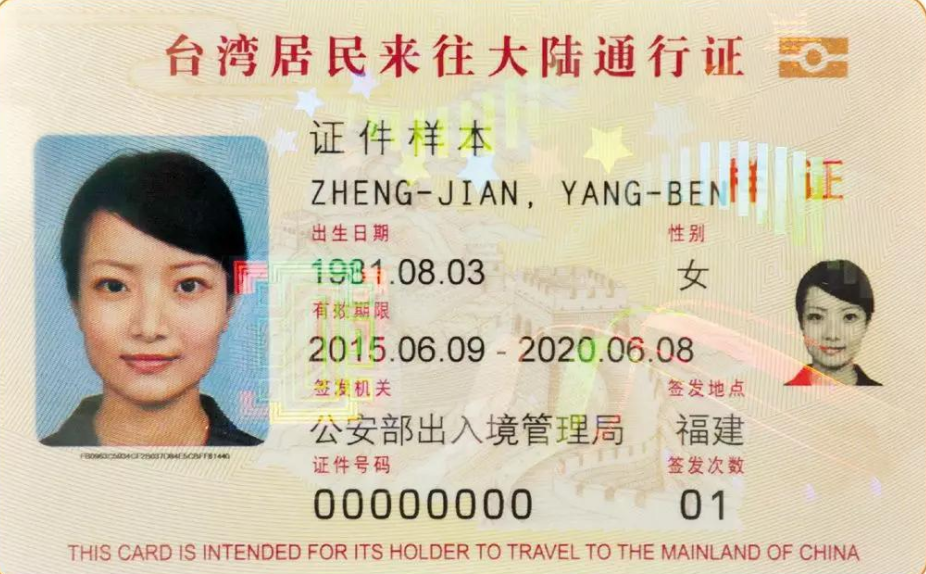 台湾居民来往大陆通行证
证件样本
ZHENG-JIAN, YANG-BEN 样 证
出生日期 性别
1981.08.03 女
有效期限
2015.06.09 - 2020.06.08
签发机关 签发地点
公安部出入境管理局 福建
证件号码 签发次数
00000000 01
THIS CARD IS INTENDED FOR ITS HOLDER TO TRAVEL TO THE MAINLAND OF CHINA